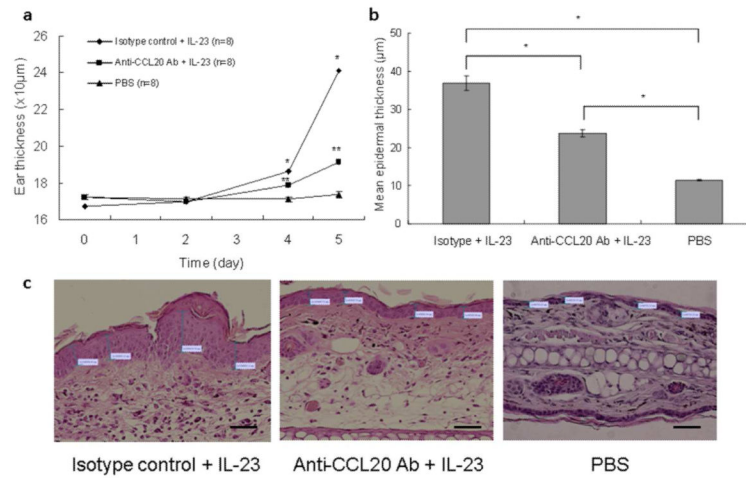 a
Ear thickness (x10µm)
26
24
22
20
18
16
Isotype control + IL-23 (n=8)
Anti-CCL20 Ab + IL-23 (n=8)
PBS (n=8)
*
*
**
**
0
1
2
3
4
5
Time (day)
b
Mean epidermal thickness (µm)
50
40
30
20
10
0
*
*
*
Isotype + IL-23
Anti-CCL20 Ab + IL-23
PBS
c
Isotype control + IL-23
Anti-CCL20 Ab + IL-23
PBS